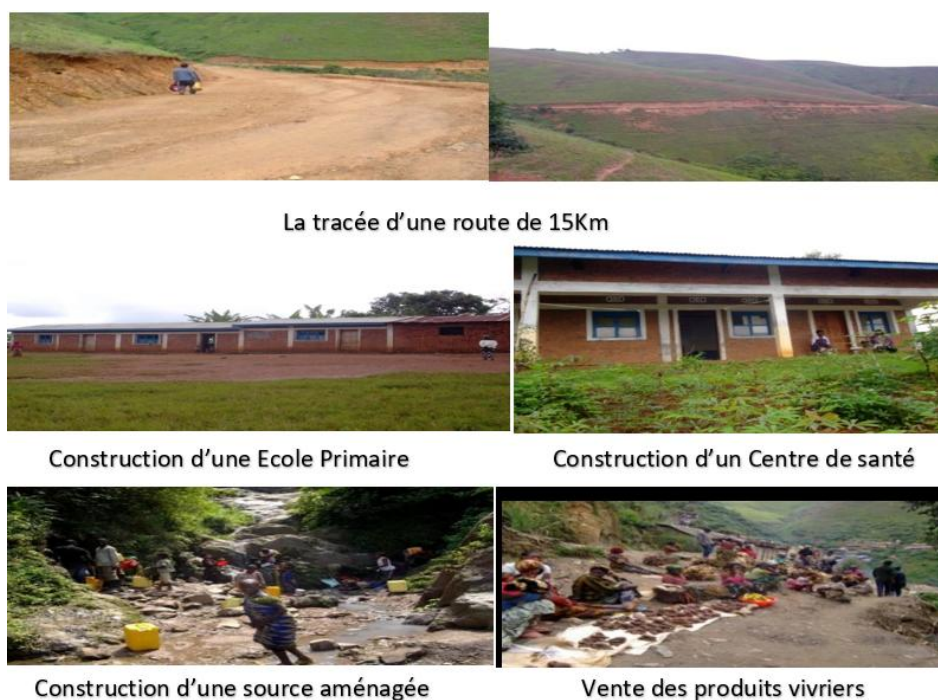 La tracée d’une route de 15Km
Construction d’une Ecole Primaire
Construction d’un Centre de santé
Construction d’une source aménagée
Vente des produits vivriers